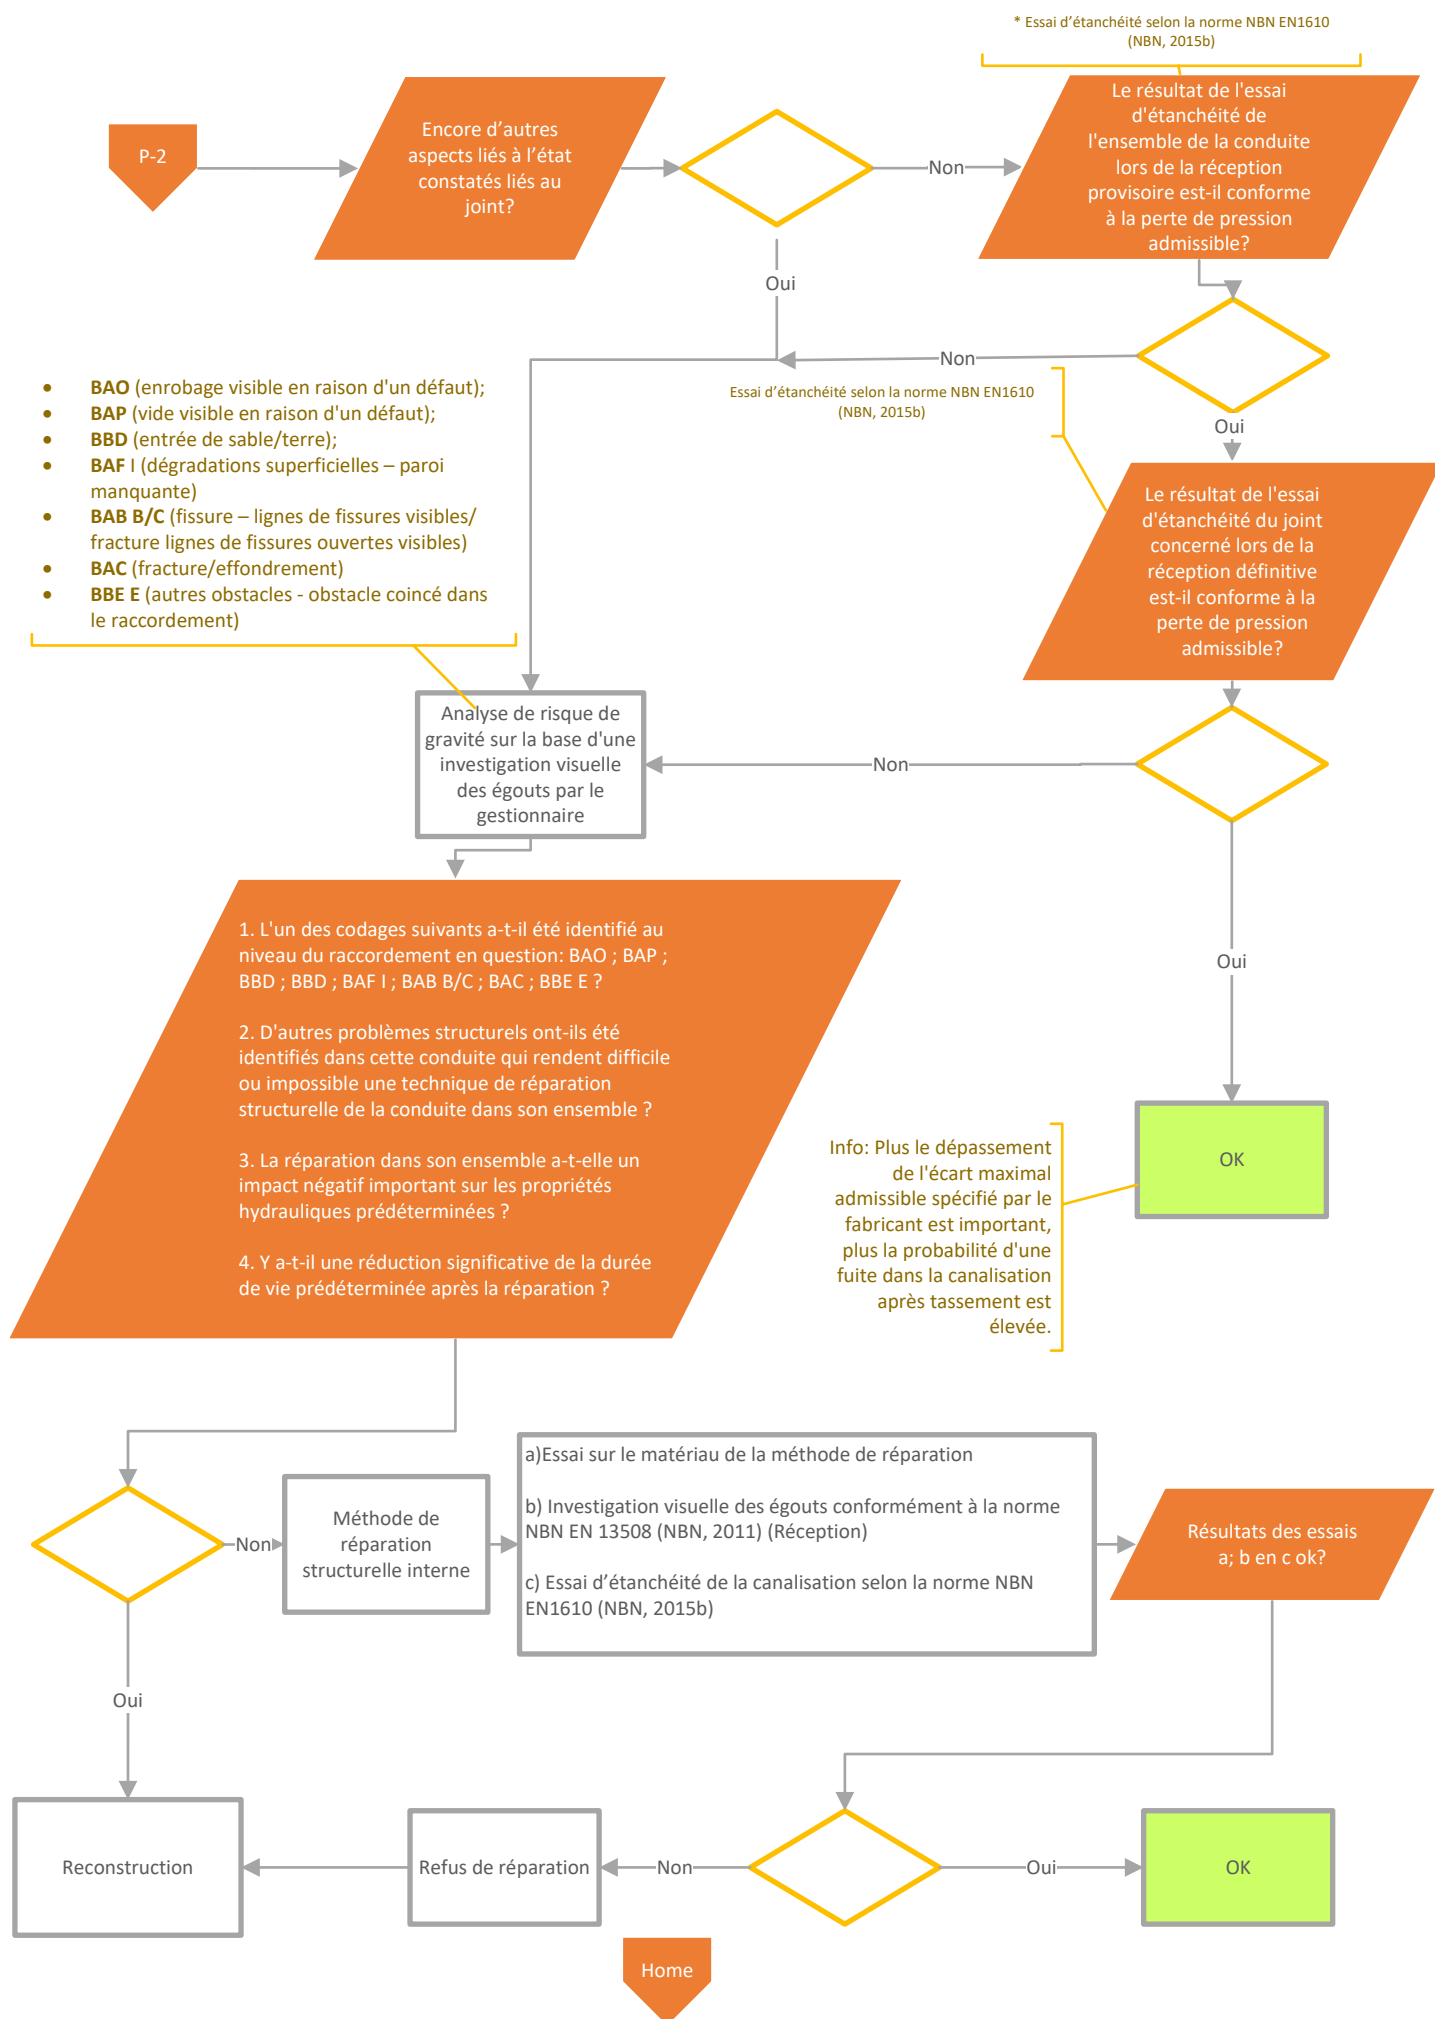 * Essai d'étanchéité selon la norme NBN EN1610
(NBN, 2015b)
P-2
Encore d'autres
aspects liés à l'état
constatés liés au
joint?
Non
Le résultat de l'essai
d'étanchéité de
l'ensemble de la conduite
lors de la réception
provisoire est-il conforme
à la perte de pression
admissible?
Oui
Non
Oui
• BAO (enrobage visible en raison d'un défaut);
• BAP (vide visible en raison d'un défaut);
• BBD (entrée de sable/terre);
• BAF I (dégradations superficielles – paroi
manquante)
• BAB B/C (fissure – lignes de fissures visibles/
fracture lignes de fissures ouvertes visibles)
• BAC (fracture/effondrement)
• BBE E (autres obstacles - obstacle coincé dans
le raccordement)
Essai d'étanchéité selon la norme NBN EN1610
(NBN, 2015b)
Le résultat de l'essai
d'étanchéité du joint
concerné lors de la
réception définitive
est-il conforme à la
perte de pression
admissible?
Analyse de risque de
gravité sur la base d'une
investigation visuelle
des égouts par le
gestionnaire
Non
Oui
1. L'un des codages suivants a-t-il été identifié au
niveau du raccordement en question: BAO ; BAP ;
BBD ; BBD ; BAF I ; BAB B/C ; BAC ; BBE E ?
2. D'autres problèmes structurels ont-ils été
identifiés dans cette conduite qui rendent difficile
ou impossible une technique de réparation
structurelle de la conduite dans son ensemble ?
3. La réparation dans son ensemble a-t-elle un
impact négatif important sur les propriétés
hydrauliques prédéterminées ?
4. Y a-t-il une réduction significative de la durée
de vie prédéterminée après la réparation ?
Info: Plus le dépassement
de l'écart maximal
admissible spécifié par le
fabricant est important,
plus la probabilité d'une
fuite dans la canalisation
après tassement est
élevée.
OK
Non
Méthode de
réparation
structurelle interne
a)Essai sur le matériau de la méthode de réparation
b) Investigation visuelle des égouts conformément à la norme
NBN EN 13508 (NBN, 2011) (Réception)
c) Essai d'étanchéité de la canalisation selon la norme NBN
EN1610 (NBN, 2015b)
Résultats des essais
a; b en c ok?
Oui
Reconstruction
Refus de réparation
Non
Oui
OK
Home